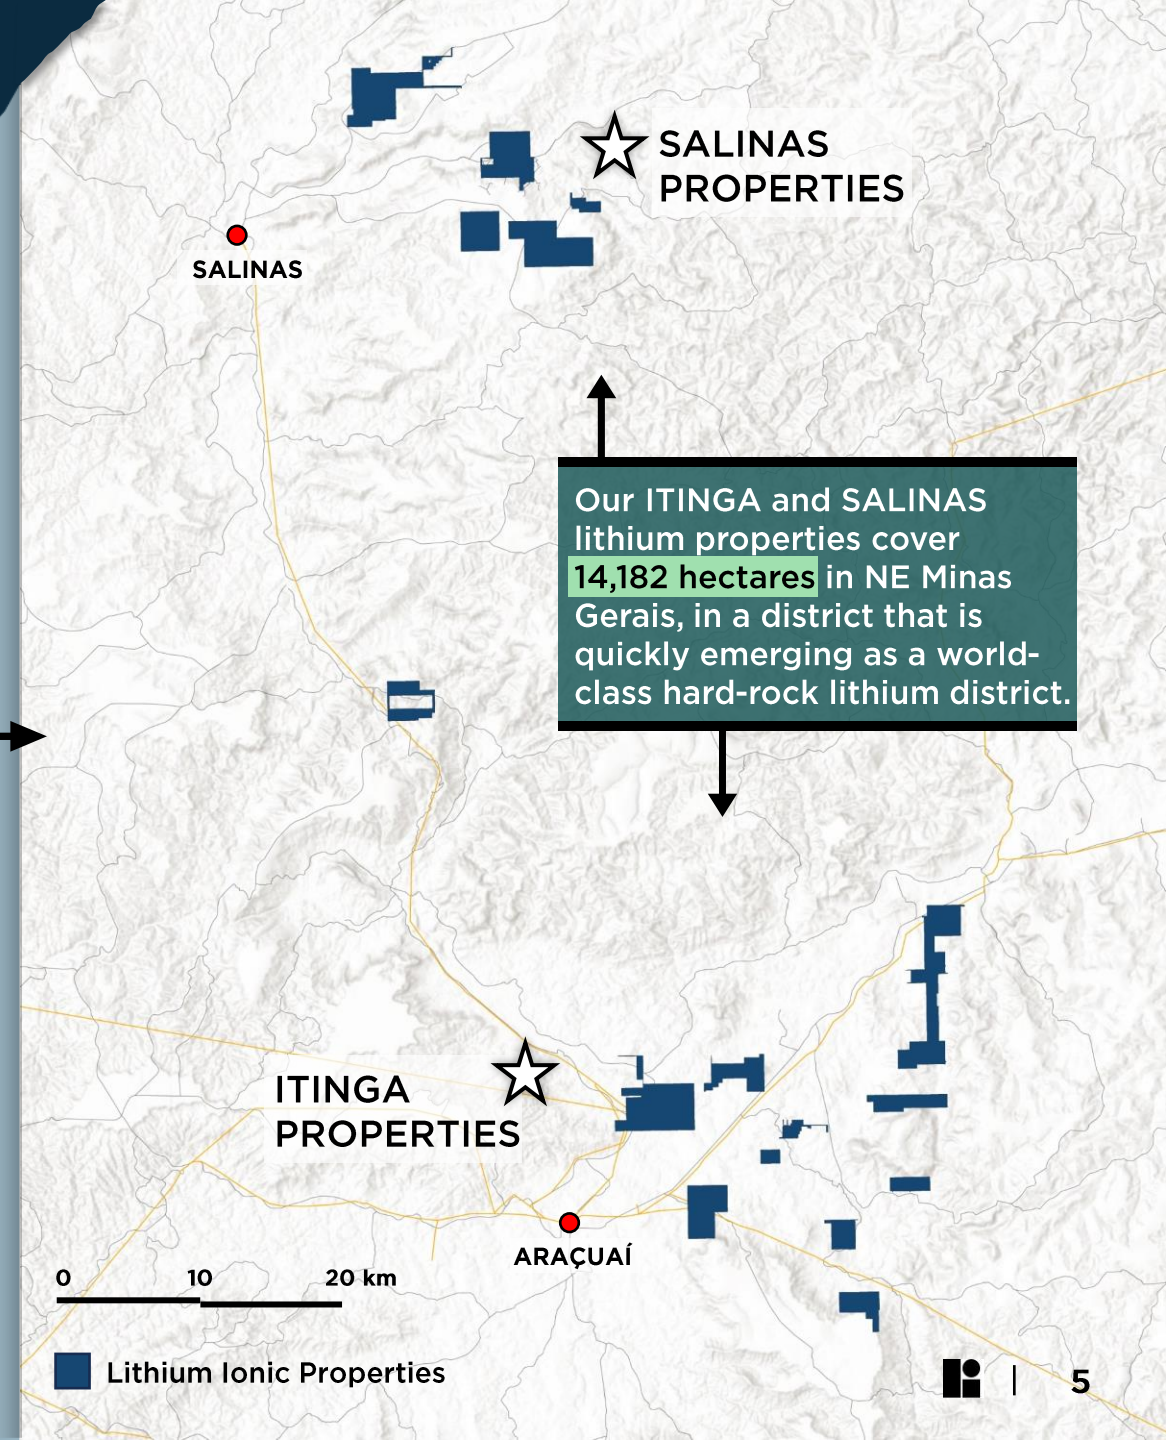 SALINAS
PROPERTIES
SALINAS
Our ITINGA and SALINAS
lithium properties cover
14,182 hectares in NE Minas
Gerais, in a district that is
quickly emerging as a world-
class hard-rock lithium district.
ITINGA
PROPERTIES
ARAÇUAÍ
0 10 20 km
Lithium Ionic Properties
5